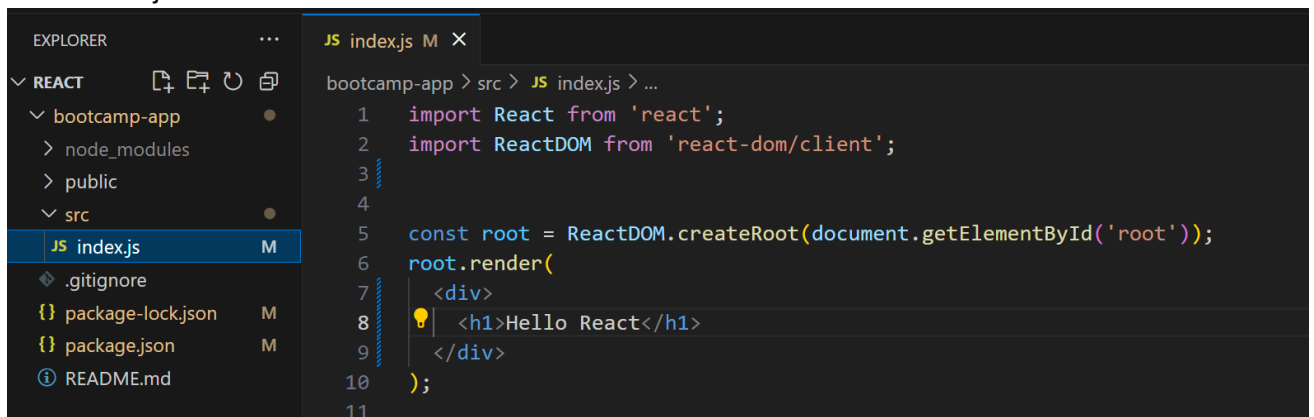 EXPLORER ...
REACT
bootcamp-app
node_modules
public
src
JS index.js M
.gitignore
{} package-lock.json M
{} package.json M
README.md
JS index.js M ×
bootcamp-app > src > JS index.js > ...
1 import React from 'react';
2 import ReactDOM from 'react-dom/client';
3
4
5 const root = ReactDOM.createRoot(document.getElementById('root'));
6 root.render(
7 <div>
8 <h1>Hello React</h1>
9 </div>
10 );
11